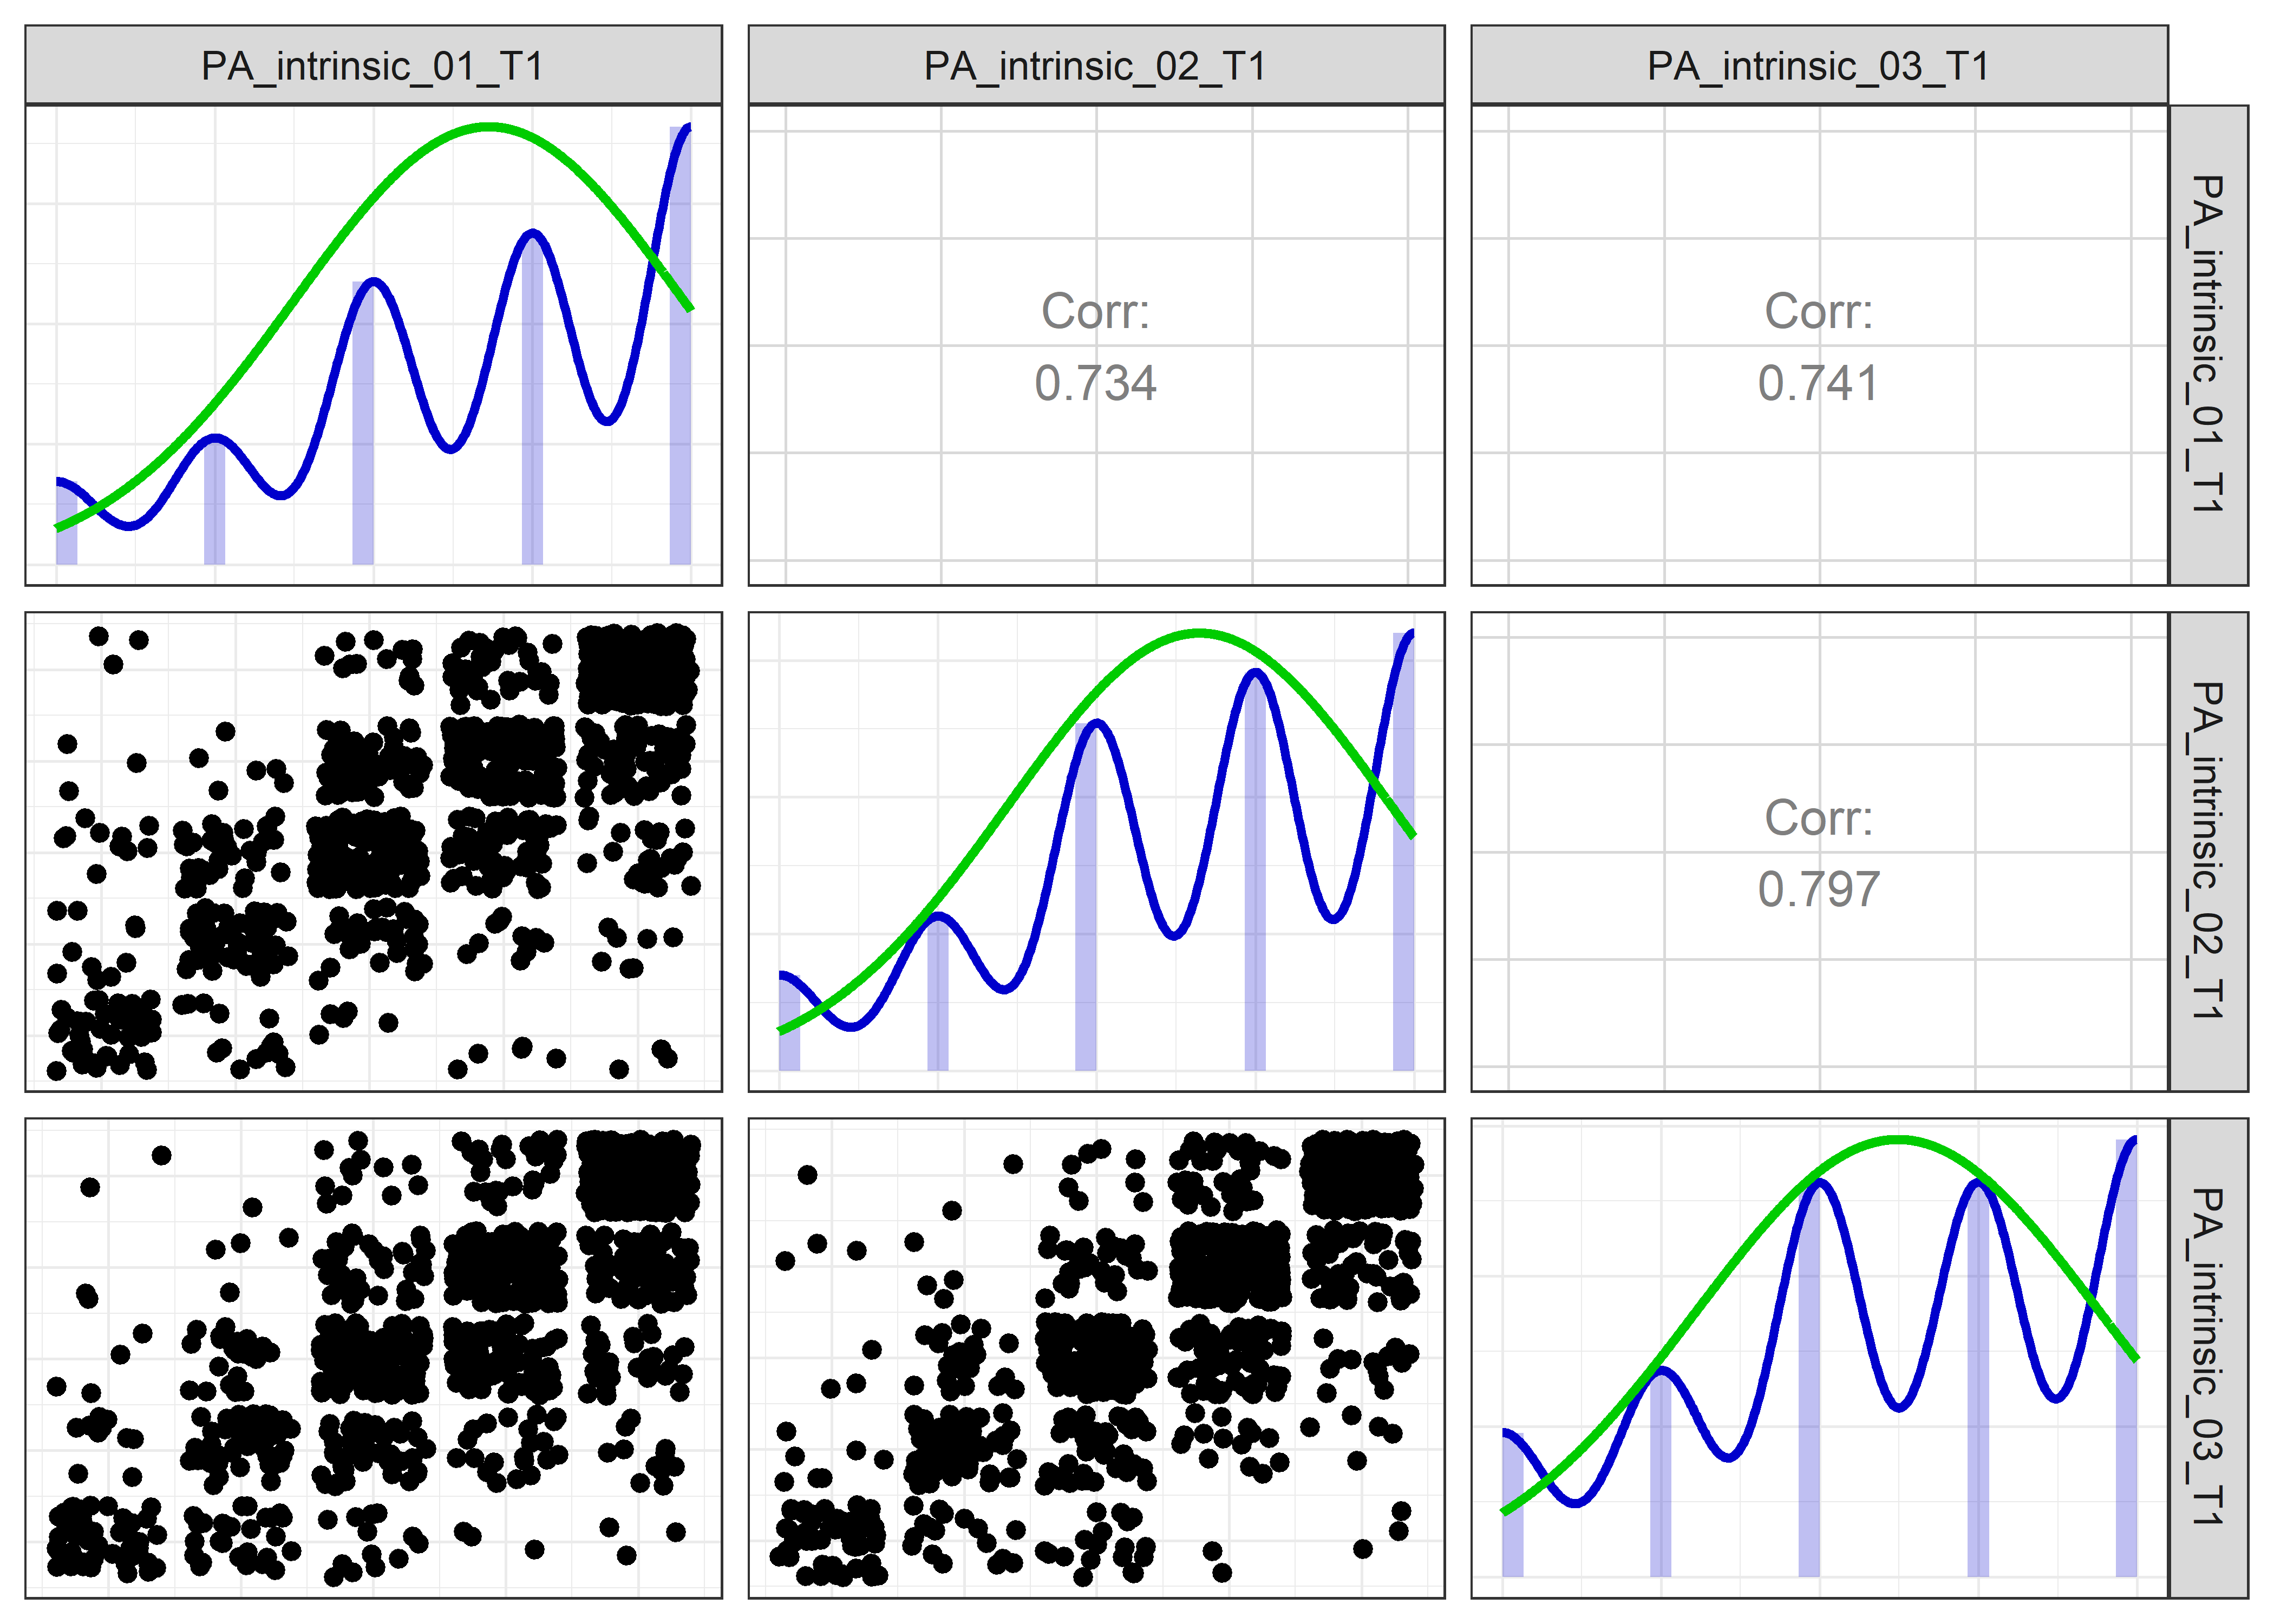 PA_intrinsic_01_T1
PA_intrinsic_02_T1
PA_intrinsic_03_T1
Corr:
0.734
Corr:
0.741
PA_intrinsic_01_T1
Corr:
0.797
PA_intrinsic_02_T1
PA_intrinsic_03_T1